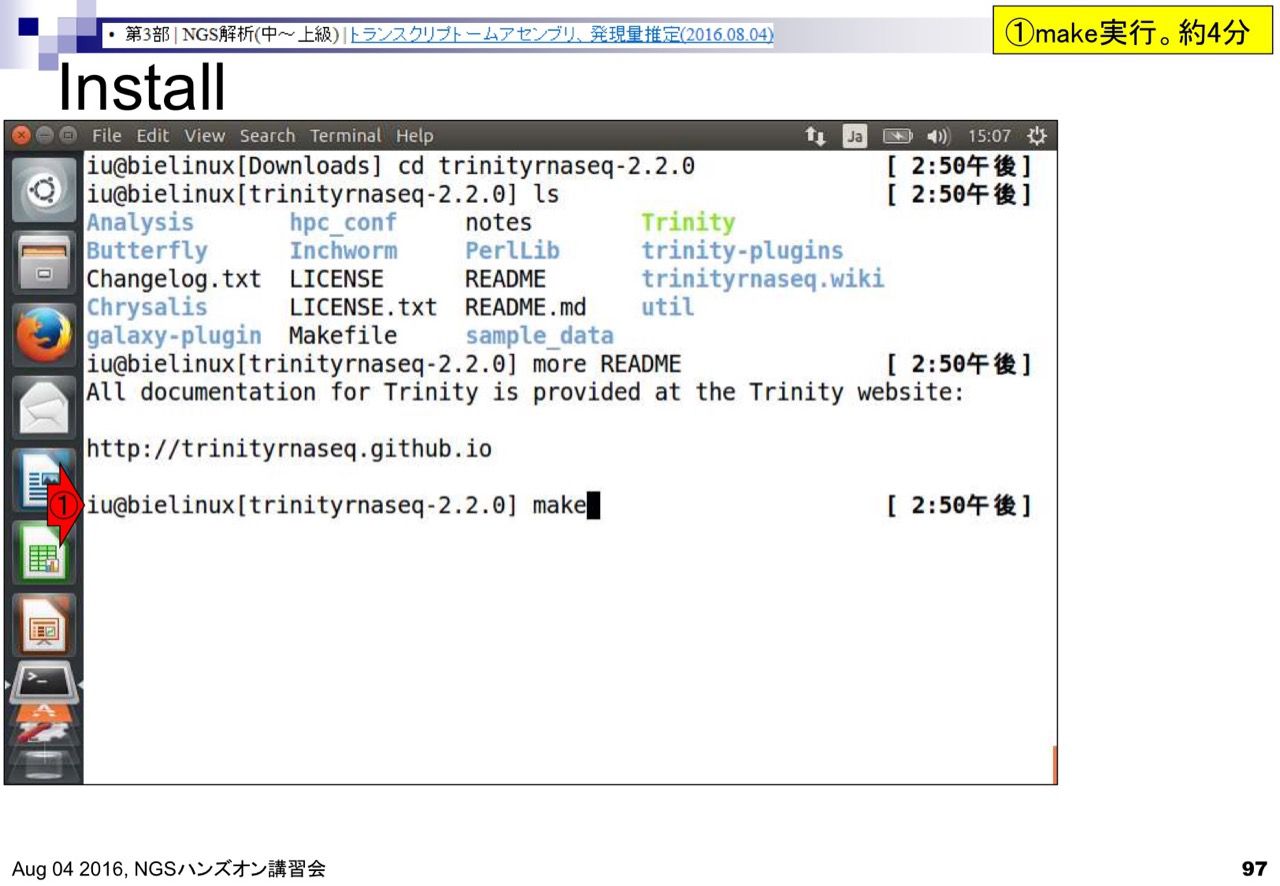 • 第3部 | NGS解析(中～上級) | トランスクリプトームアセンブリ、発現量推定(2016.08.04)
①make実行。約4分
Install
File Edit View Search Terminal Help
Ja
15:07
iu@bielinux[Downloads] cd trinityrnaseq-2.2.0 [ 2:50午後]
iu@bielinux[trinityrnaseq-2.2.0] ls [ 2:50午後]
Analysis hpc_conf notes Trinity
Butterfly Inchworm PerlLib trinity-plugins
Changelog.txt LICENSE README trinityrnaseq.wiki
Chrysalis LICENSE.txt README.md util
galaxy-plugin Makefile sample_data
iu@bielinux[trinityrnaseq-2.2.0] more README [ 2:50午後]
All documentation for Trinity is provided at the Trinity website:
http://trinityrnaseq.github.io
① iu@bielinux[trinityrnaseq-2.2.0] make [ 2:50午後]
Aug 04 2016, NGSハンズオン講習会
97